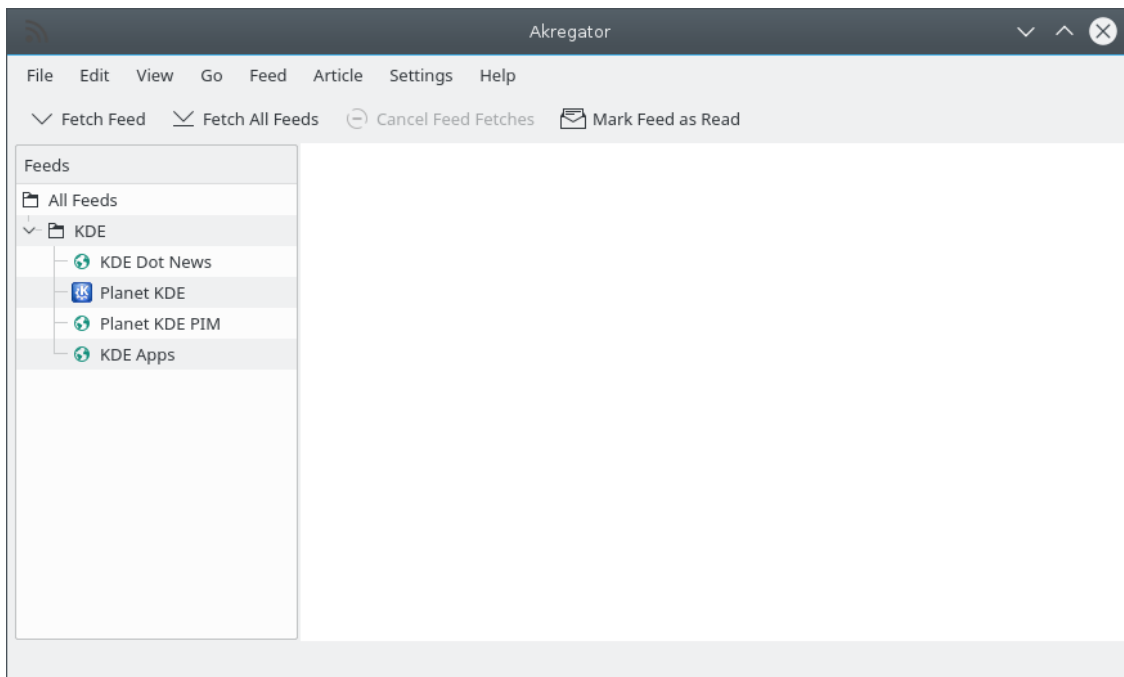 Akregator
File Edit View Go Feed Article Settings Help
Fetch Feed Fetch All Feeds Cancel Feed Fetches Mark Feed as Read
Feeds
All Feeds
KDE
KDE Dot News
Planet KDE
Planet KDE PIM
KDE Apps